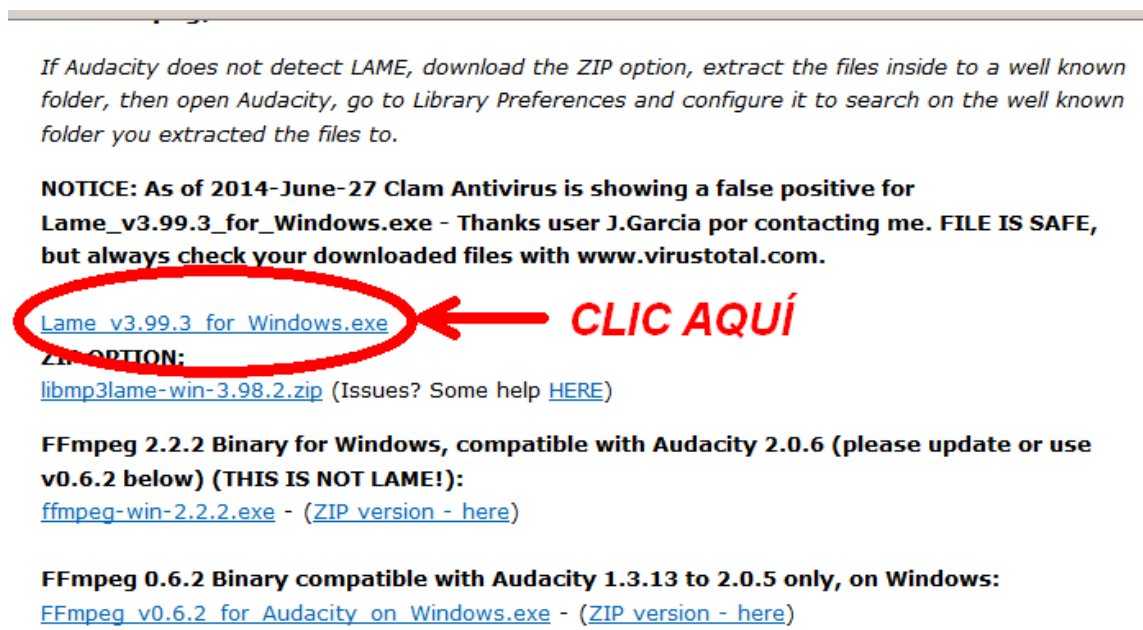 If Audacity does not detect LAME, download the ZIP option, extract the files inside to a well known
folder, then open Audacity, go to Library Preferences and configure it to search on the well known
folder you extracted the files to.
NOTICE: As of 2014-June-27 Clam Antivirus is showing a false positive for
Lame_v3.99.3_for_Windows.exe - Thanks user J.Garcia por contacting me. FILE IS SAFE,
but always check your downloaded files with www.virustotal.com.
Lame_v3.99.3_for_Windows.exe CLIC AQUÍ
ZIP OPTION:
libmp3lame-win-3.98.2.zip (Issues? Some help HERE)
FFmpeg 2.2.2 Binary for Windows, compatible with Audacity 2.0.6 (please update or use
v0.6.2 below) (THIS IS NOT LAME!):
ffmpeg-win-2.2.2.exe - (ZIP version - here)
FFmpeg 0.6.2 Binary compatible with Audacity 1.3.13 to 2.0.5 only, on Windows:
FFmpeg_v0.6.2_for_Audacity_on_Windows.exe - (ZIP version - here)